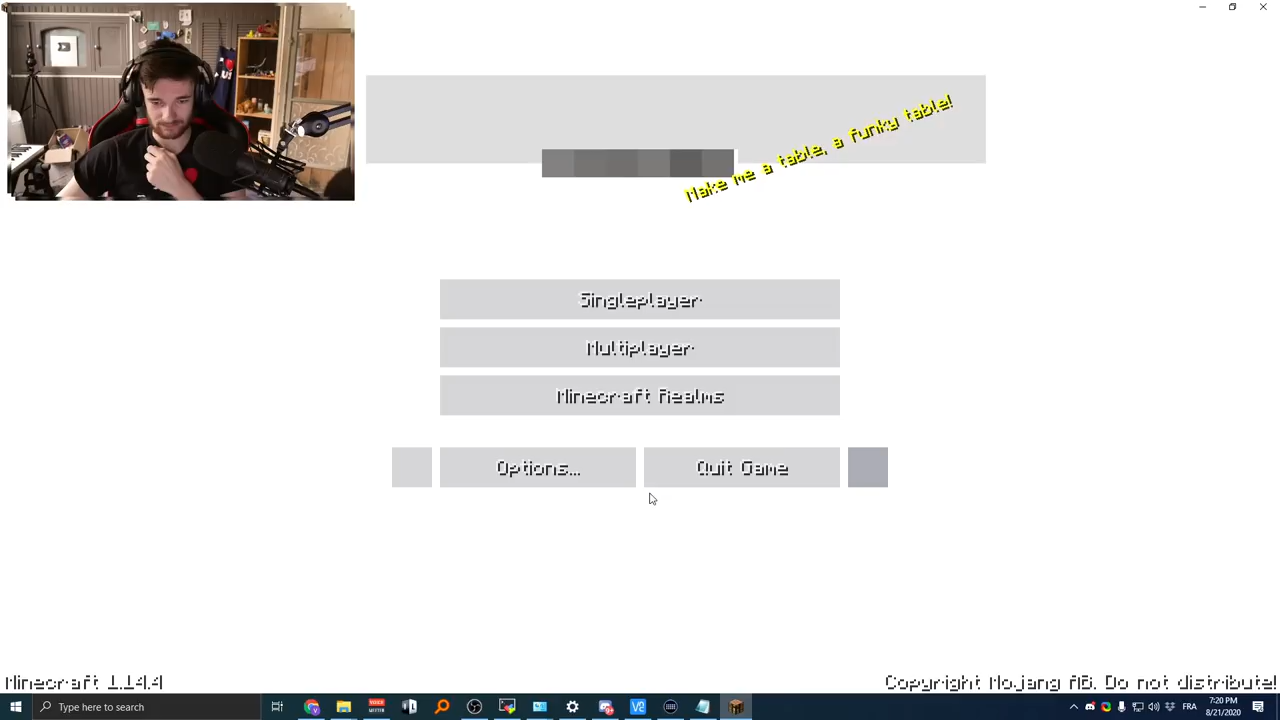 Make me a table, a funky table!
Singleplayer
Multiplayer
Minecraft Realms
Options...
Quit Game
Minecraft 1.14.4
Copyright Mojang AB. Do not distribute!
Type here to search
FRA
7:20 PM
8/21/2020